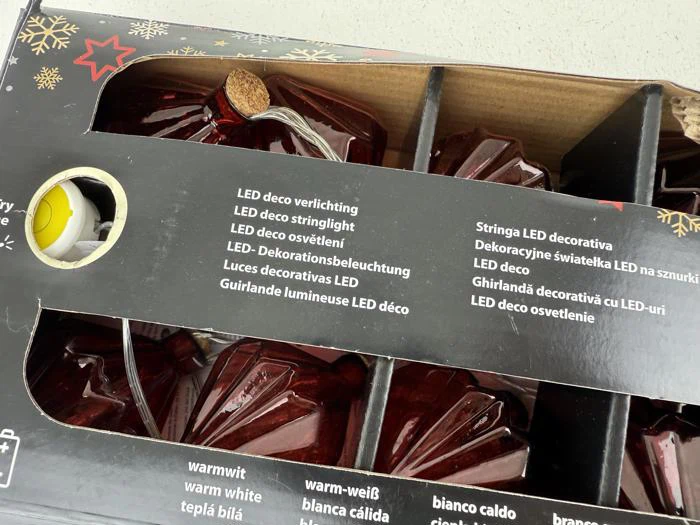 LED deco verlichting
LED deco stringlight
LED deco osvětlení
LED- Dekorationsbeleuchtung
Luces decorativas LED
Guirlande lumineuse LED déco
Stringa LED decorativa
Dekoracyjne światełka LED na sznurki
LED deco
Ghirlandă decorativă cu LED-uri
LED deco osvetlenie
warmwit
warm white
teplá bílá
warm-weiß
blanca cálida
bianco caldo